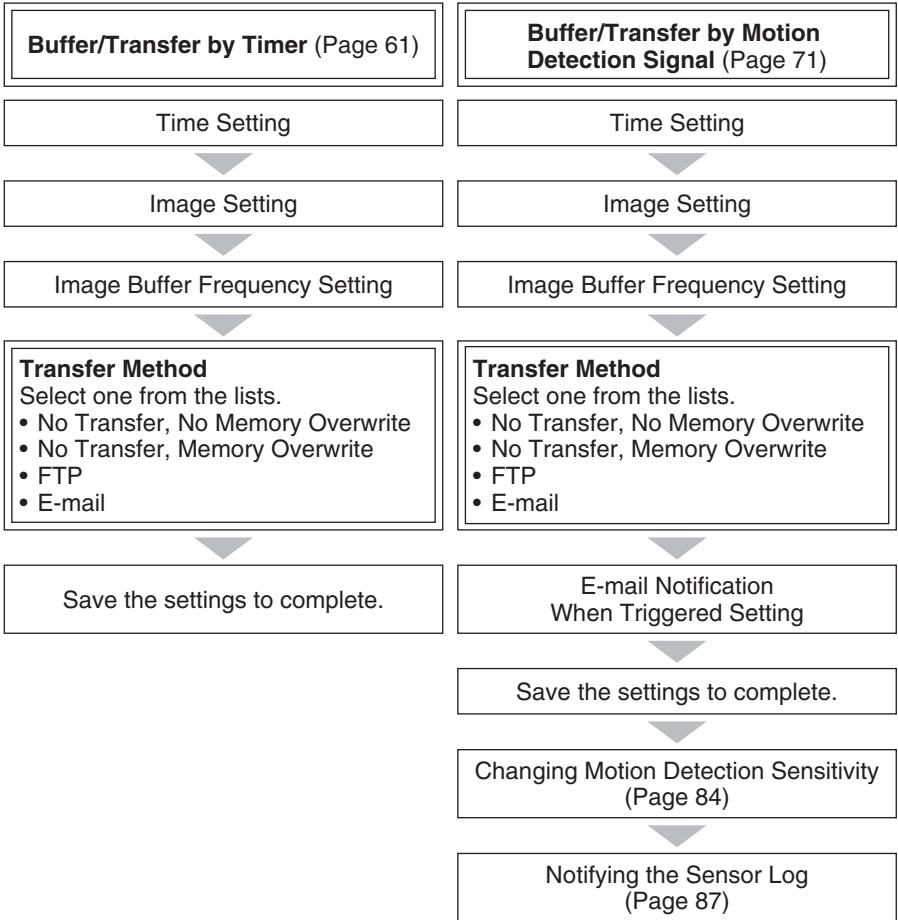 Buffer/Transfer by Timer (Page 61)
Time Setting
Image Setting
Image Buffer Frequency Setting
Transfer Method
Select one from the lists.
• No Transfer, No Memory Overwrite
• No Transfer, Memory Overwrite
• FTP
• E-mail
Save the settings to complete.
Buffer/Transfer by Motion
Detection Signal (Page 71)
Time Setting
Image Setting
Image Buffer Frequency Setting
Transfer Method
Select one from the lists.
• No Transfer, No Memory Overwrite
• No Transfer, Memory Overwrite
• FTP
• E-mail
E-mail Notification
When Triggered Setting
Save the settings to complete.
Changing Motion Detection Sensitivity
(Page 84)
Notifying the Sensor Log
(Page 87)